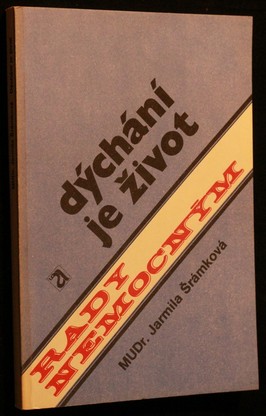 dýchání
je život
RADY
NEMOCNÝM
MUDr. Jarmila Šrámková